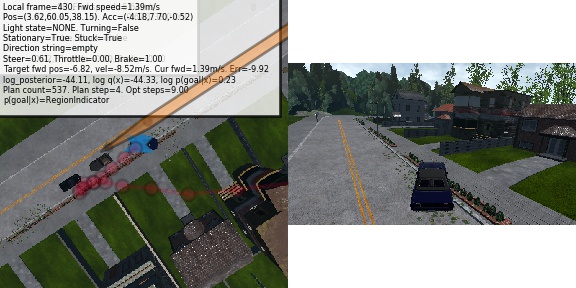 Local frame=430. Fwd speed=1.39m/s
Pos=(3.62,60.05,38.15). Acc=(-4.18,7.70,-0.52)
Light state=NONE. Turning=False
Stationary=True. Stuck=True
Direction string=empty
Steer=0.61, Throttle=0.00, Brake=1.00
Target fwd pos=-6.82, vel=-8.52m/s. Cur fwd=1.39m/s. Err=-9.92
log_posterior=-44.11, log q(x)=-44.33, log p(goal|x)=0.23
Plan count=537. Plan step=4. Opt steps=9.00
p(goal|x)=RegionIndicator